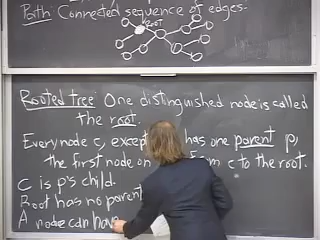 Path: Connected sequence of edges.
ROOT
Rooted tree: One distinguished node is called
the root.
Every node c, except has one parent p,
the first node on from c to the root.
C is p's child.
Root has no parent
A node can have